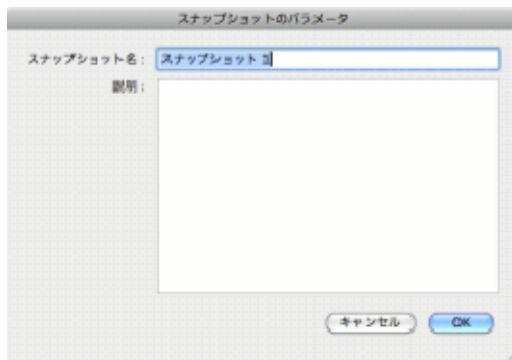 スナップショットのパラメータ
スナップショット名：スナップショット 1
説明：
キャンセル OK